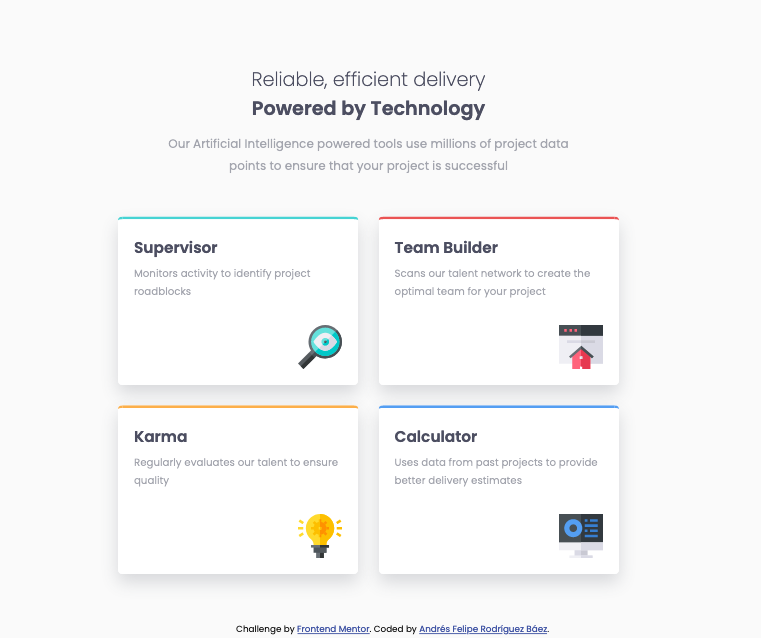 Reliable, efficient delivery
Powered by Technology
Our Artificial Intelligence powered tools use millions of project data
points to ensure that your project is successful
Supervisor
Monitors activity to identify project
roadblocks
Team Builder
Scans our talent network to create the
optimal team for your project
Karma
Regularly evaluates our talent to ensure
quality
Calculator
Uses data from past projects to provide
better delivery estimates
Challenge by Frontend Mentor. Coded by Andrés Felipe Rodríguez Báez.